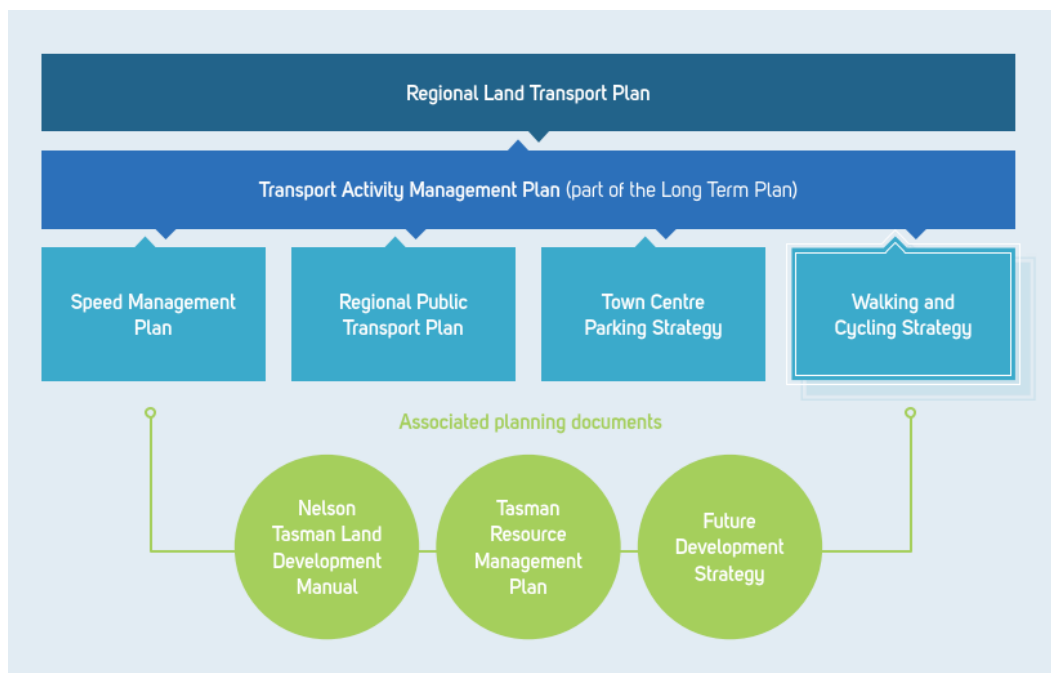 Regional Land Transport Plan
Transport Activity Management Plan (part of the Long Term Plan)
Speed Management
Plan
Regional Public
Transport Plan
Town Centre
Parking Strategy
Walking and
Cycling Strategy
Associated planning documents
Nelson
Tasman Land
Development
Manual
Tasman
Resource
Management
Plan
Future
Development
Strategy